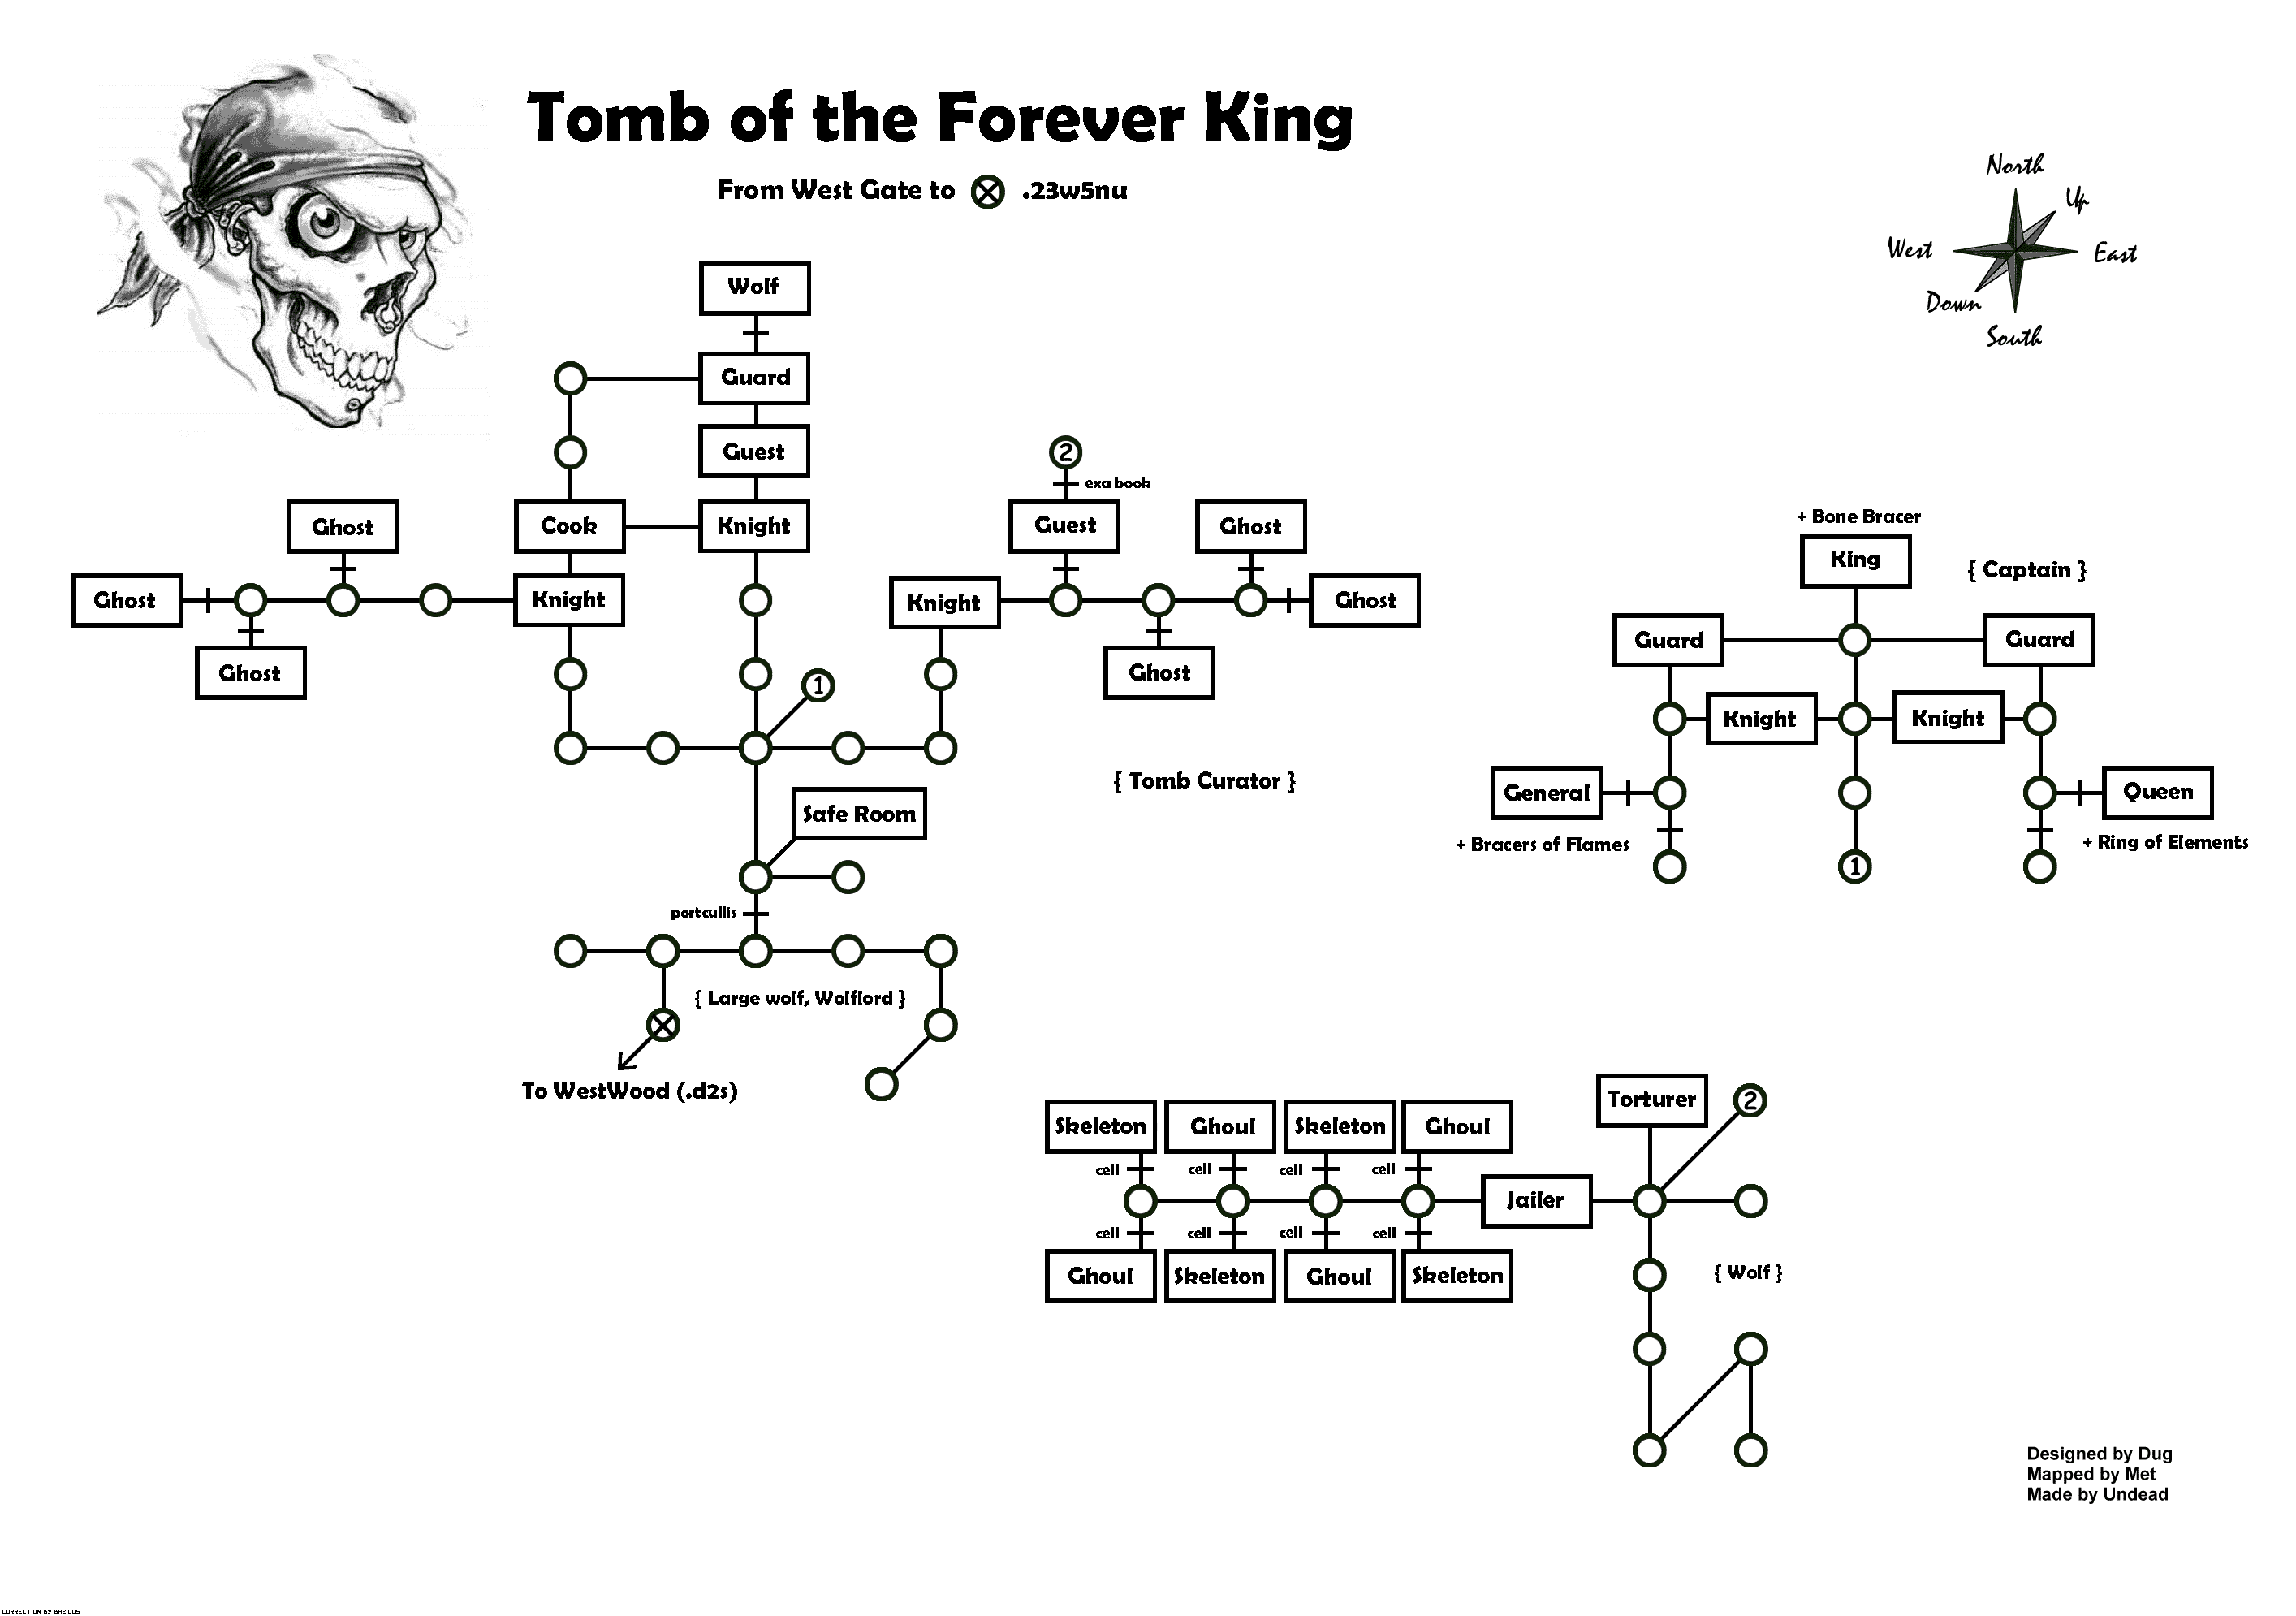 Tomb of the Forever King
From West Gate to .23w5nu
North
Up
West
East
Down
South
Wolf
Guard
Guest
2
exa book
Ghost
Cook
Knight
Guest
Ghost
+ Bone Bracer
King
{ Captain }
Ghost
Knight
Knight
Ghost
Guard
Guard
Ghost
Ghost
1
Knight
Knight
{ Tomb Curator }
General
Queen
Safe Room
+ Bracers of Flames
+ Ring of Elements
1
portcullis
{ Large wolf, Wolflord }
To WestWood (.d2s)
Torturer
2
Skeleton
Ghoul
Skeleton
Ghoul
cell
cell
cell
cell
Jailer
cell
cell
cell
cell
Ghoul
Skeleton
Ghoul
Skeleton
{ Wolf }
Designed by Dug
Mapped by Met
Made by Undead
CORRECTION BY BAZILUS